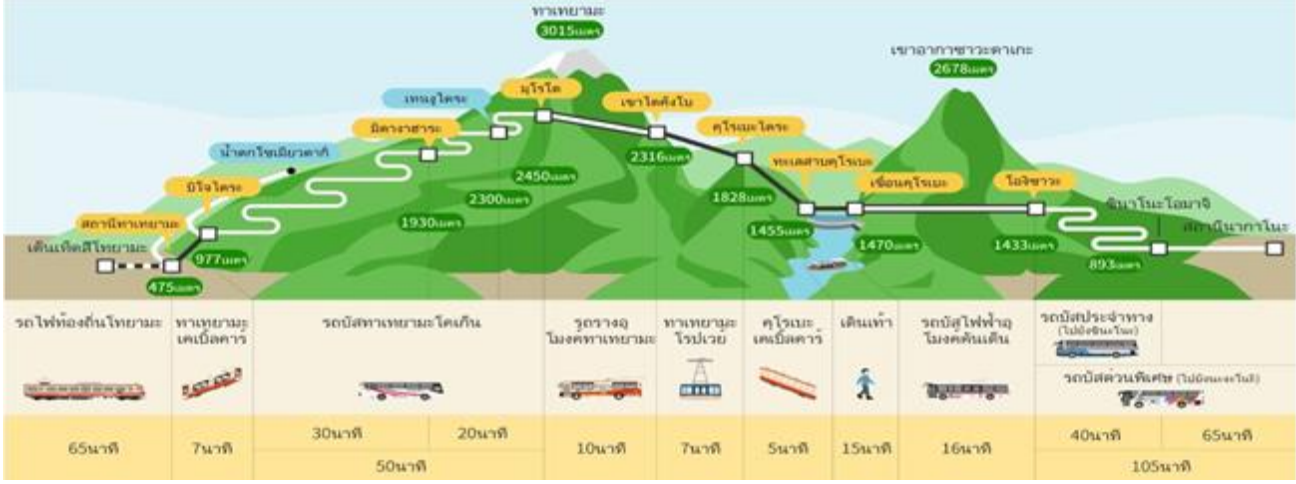 ทาเทยามะ
3015เมตร
เขาอากาซาวะดาเกะ
2678เมตร
มุโรโด
เทนงูไดระ
เขาไดคังโบ
มิดางาฮาระ
คุโรเบะไดระ
น้ำตกโชเมียวดากิ
2316เมตร
ทะเลสาบคุโรเบะ
บิโจไดระ
2450เมตร
1828เมตร
เขื่อนคุโรเบะ
โองิซาวะ
2300เมตร
ชินาโนะโอมาจิ
สถานีทาเทยามะ
1930เมตร
1455เมตร
สถานีนากาโนะ
เด็นเท็ตสึโทยามะ
977เมตร
1470เมตร
1433เมตร
893เมตร
475เมตร
รถไฟท้องถิ่นโทยามะ
ทาเทยามะ
เคเบิ้ลคาร์
รถบัสทาเทยามะโคเก็น
รถรางอุ
โมงค์ทาเทยามะ
ทาเทยามะ
โรปเวย์
คุโรเบะ
เคเบิ้ลคาร์
เดินเท้า
รถบัสไฟฟ้าอุ
โมงค์คันเด็น
รถบัสประจำทาง
(ไปยังชินะโนะ)
รถบัสด่วนพิเศษ
65นาที
7นาที
30นาที
20นาที
50นาที
10นาที
7นาที
5นาที
15นาที
16นาที
40นาที
65นาที
105นาที